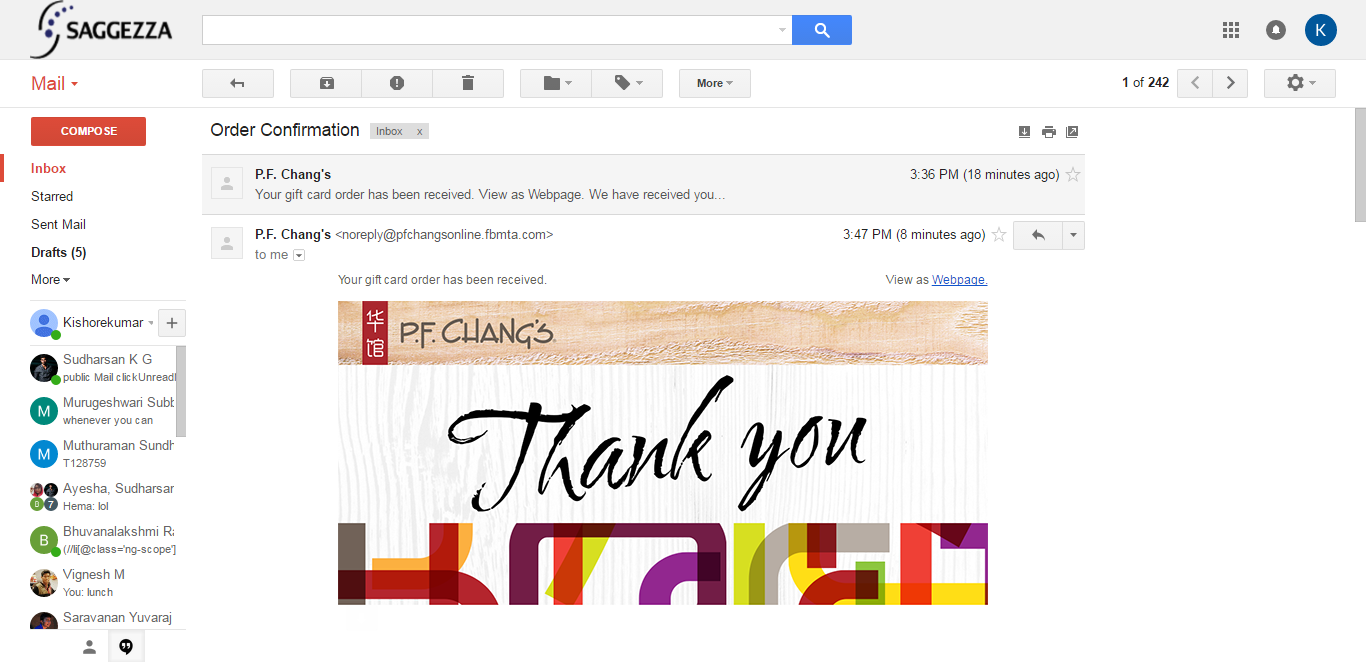 SAGGEZZA
K
Mail
More
1 of 242
COMPOSE
Order Confirmation
Inbox x
Inbox
Starred
Sent Mail
Drafts (5)
More
P.F. Chang's
3:36 PM (18 minutes ago)
Your gift card order has been received. View as Webpage. We have received you...
P.F. Chang's <noreply@pfchangsonline.fbmta.com>
3:47 PM (8 minutes ago)
to me
Your gift card order has been received.
View as Webpage.
华馆
P.F. CHANG'S
Thank you
Kishorekumar
+
Sudharsan K G
public Mail clickUnread
M
Murugeshwari Subb
whenever you can
M
Muthuraman Sundh
T128759
Ayesha, Sudharsan
D 7
Hema: lol
B
Bhuvanalakshmi Ra
(//li[@class='ng-scope']
Vignesh M
You: lunch
Saravanan Yuvaraj